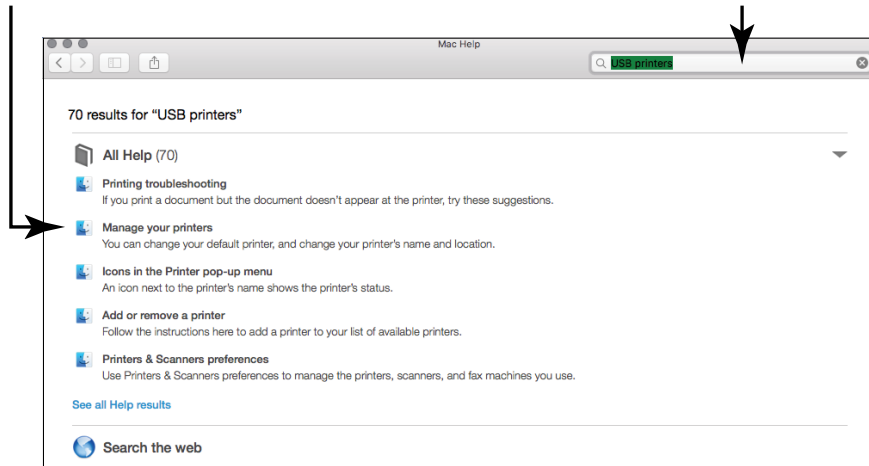 Mac Help
USB printers
70 results for “USB printers”
All Help (70)
Printing troubleshooting
If you print a document but the document doesn’t appear at the printer, try these suggestions.
Manage your printers
You can change your default printer, and change your printer’s name and location.
Icons in the Printer pop-up menu
An icon next to the printer’s name shows the printer’s status.
Add or remove a printer
Follow the instructions here to add a printer to your list of available printers.
Printers & Scanners preferences
Use Printers & Scanners preferences to manage the printers, scanners, and fax machines you use.
See all Help results
Search the web